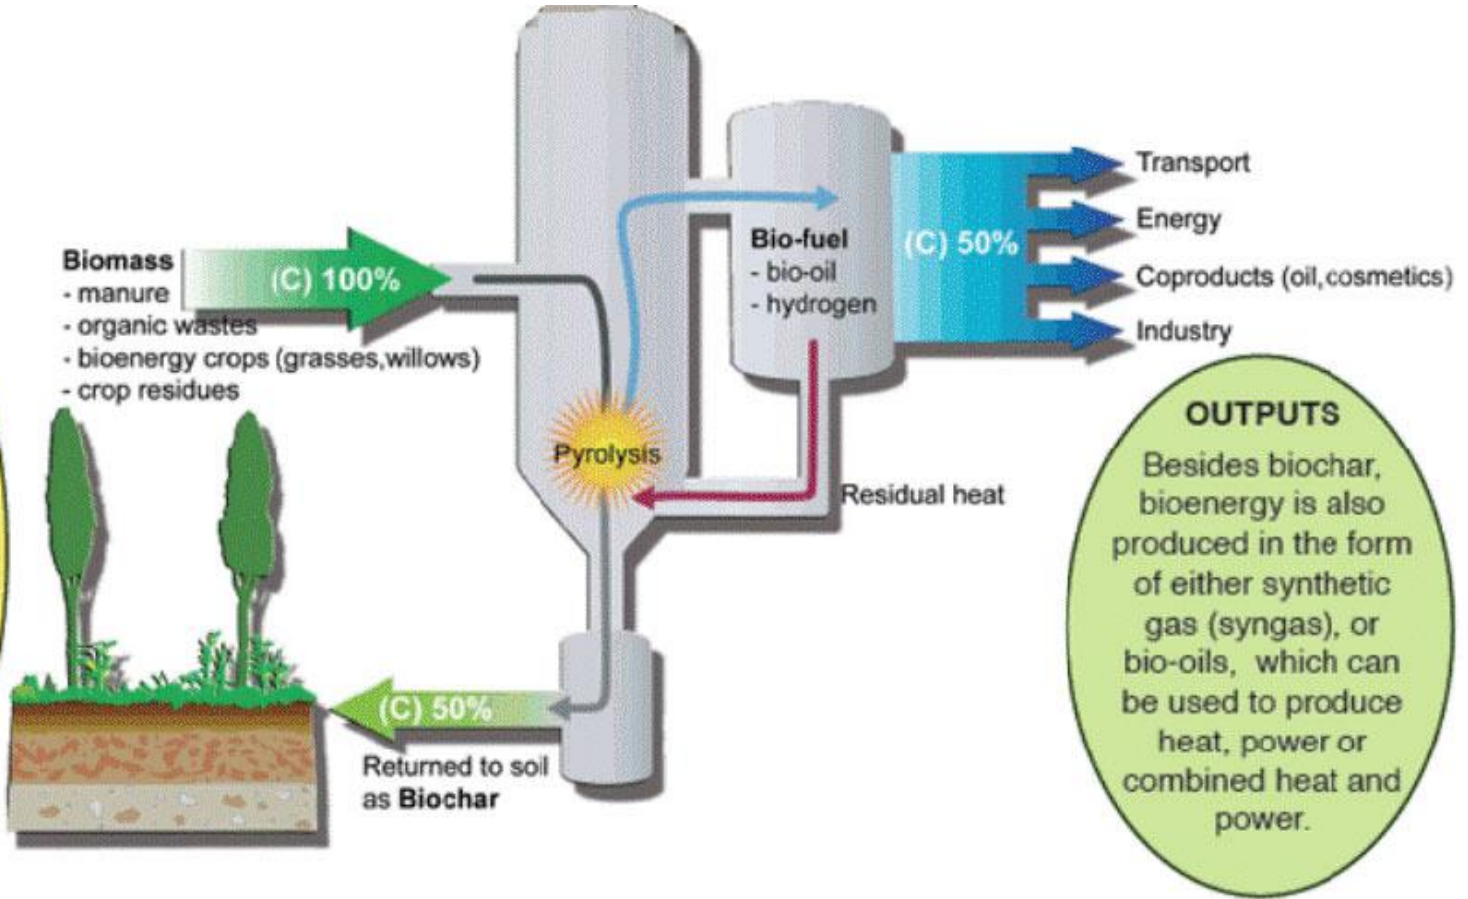 Biomass
- manure
- organic wastes
- bioenergy crops (grasses,willows)
- crop residues
(C) 100%
Pyrolysis
Bio-fuel
- bio-oil
- hydrogen
(C) 50%
Transport
Energy
Coproducts (oil,cosmetics)
Industry
Residual heat
(C) 50%
Returned to soil
as Biochar
OUTPUTS
Besides biochar,
bioenergy is also
produced in the form
of either synthetic
gas (syngas), or
bio-oils, which can
be used to produce
heat, power or
combined heat and
power.